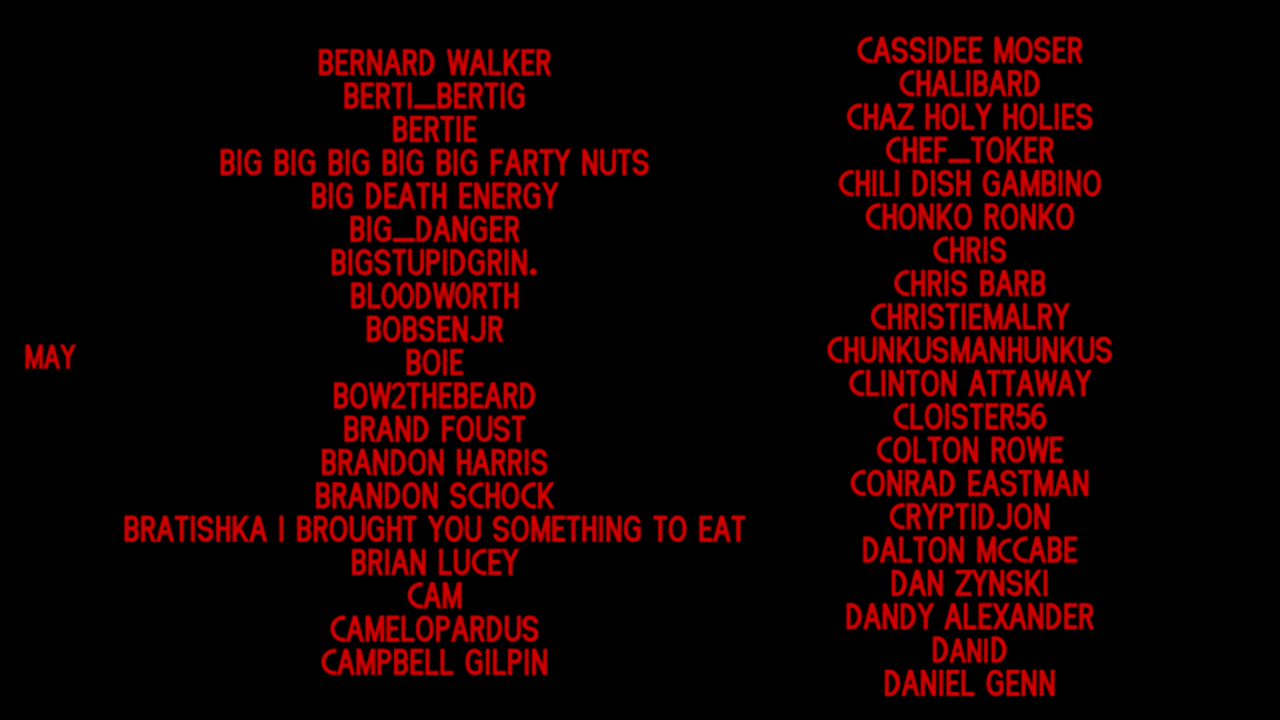 MAY
BERNARD WALKER
BERTI_BERTIG
BERTIE
BIG BIG BIG BIG BIG FARTY NUTS
BIG DEATH ENERGY
BIG_DANGER
BIGSTUPIDGRIN.
BLOODWORTH
BOBSENJR
BOIE
BOW2THEBEARD
BRAND FOUST
BRANDON HARRIS
BRANDON SCHOCK
BRATISHKA I BROUGHT YOU SOMETHING TO EAT
BRIAN LUCEY
CAM
CAMELOPARDUS
CAMPBELL GILPIN
CASSIDEE MOSER
CHALIBARD
CHAZ HOLY HOLIES
CHEF_TOKER
CHILI DISH GAMBINO
CHONKO RONKO
CHRIS
CHRIS BARB
CHRISTIEMALRY
CHUNKUSMANHUNKUS
CLINTON ATTAWAY
CLOISTER56
COLTON ROWE
CONRAD EASTMAN
CRYPTIDJON
DALTON McCABE
DAN ZYNSKI
DANDY ALEXANDER
DANID
DANIEL GENN